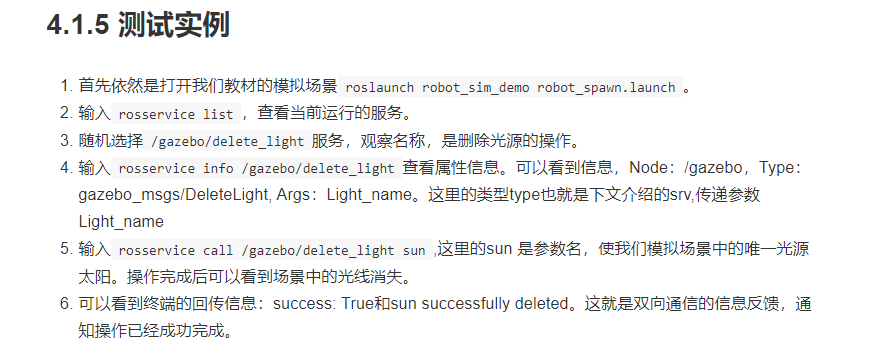 4.1.5 测试实例
1. 首先依然是打开我们教材的模拟场景 roslaunch robot_sim_demo robot_spawn.launch 。
2. 输入 rosservice list ，查看当前运行的服务。
3. 随机选择 /gazebo/delete_light 服务，观察名称，是删除光源的操作。
4. 输入 rosservice info /gazebo/delete_light 查看属性信息。可以看到信息，Node：/gazebo，Type：
gazebo_msgs/DeleteLight, Args：Light_name。这里的类型type也就是下文介绍的srv,传递参数
Light_name
5. 输入 rosservice call /gazebo/delete_light sun ,这里的sun 是参数名，使我们模拟场景中的唯一光源
太阳。操作完成后可以看到场景中的光线消失。
6. 可以看到终端的回传信息：success: True和sun successfully deleted。这就是双向通信的信息反馈，通
知操作已经成功完成。